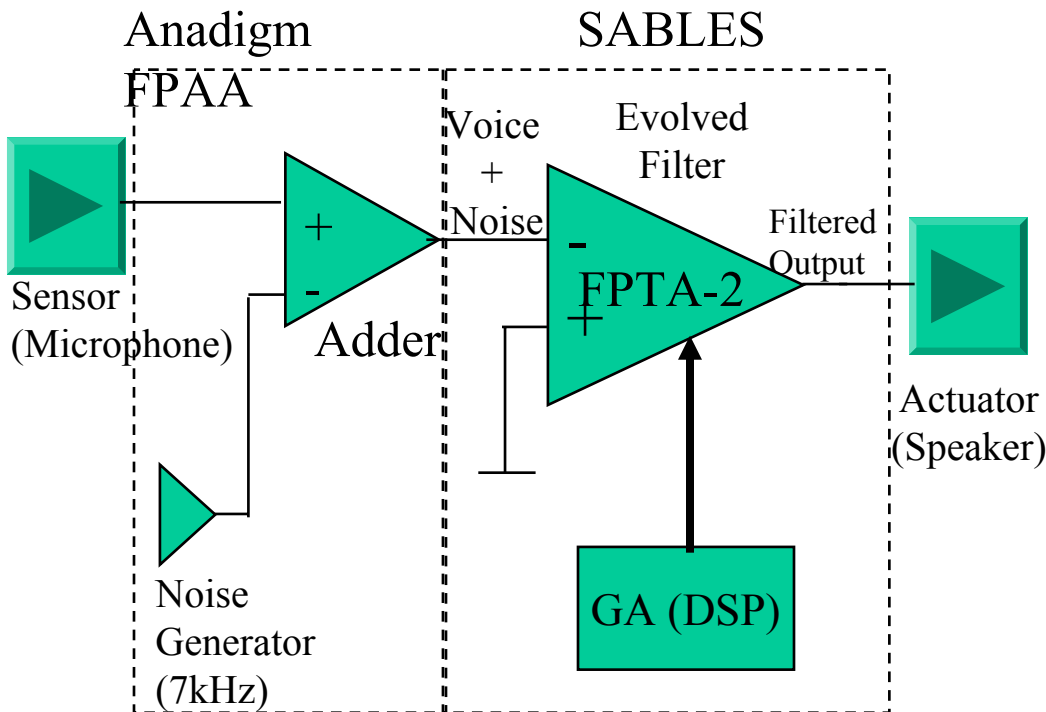 Anadigm
FPAA
SABLES
Sensor
(Microphone)
+
-
Adder
Noise
Generator
(7kHz)
Voice
+
Noise
Evolved
Filter
-
FPTA-2
+
GA (DSP)
Filtered
Output
Actuator
(Speaker)